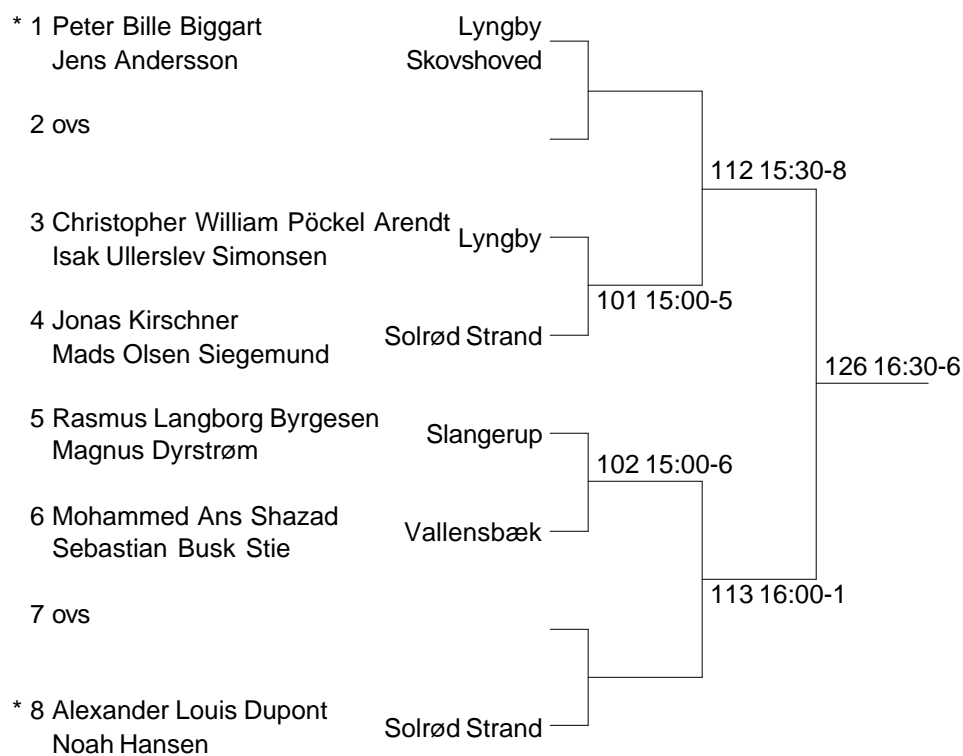 * 1 Peter Bille Biggart Lyngby
Jens Andersson Skovshoved
2 ovs
112 15:30-8
3 Christopher William Pöckel Arendt Lyngby
Isak Ullerslev Simonsen
101 15:00-5
4 Jonas Kirschner Solrød Strand
Mads Olsen Siegemund
126 16:30-6
5 Rasmus Langborg Byrgesen Slangerup
Magnus Dyrstrøm
102 15:00-6
6 Mohammed Ans Shazad Vallensbæk
Sebastian Busk Stie
113 16:00-1
7 ovs
* 8 Alexander Louis Dupont Solrød Strand
Noah Hansen